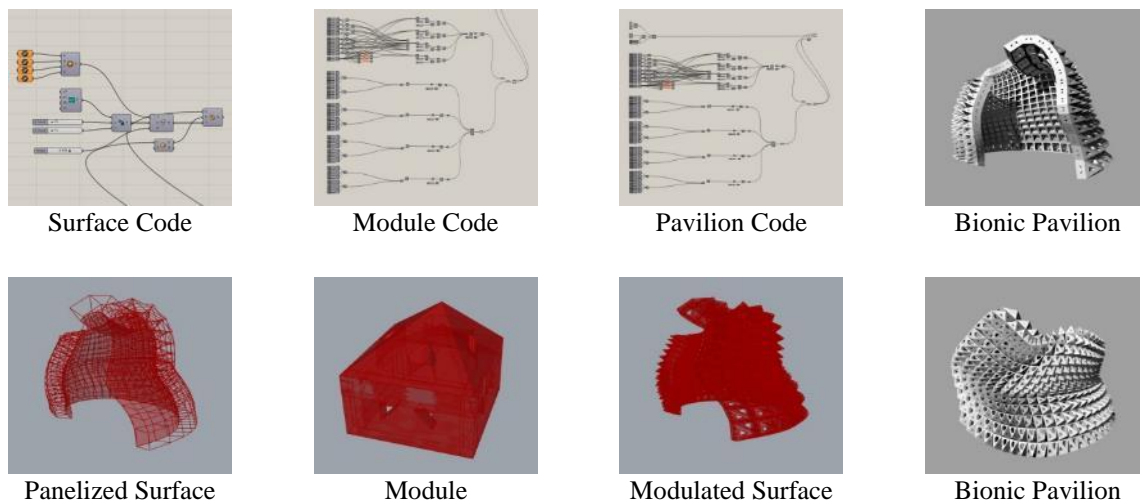 Surface Code
Module Code
Pavilion Code
Bionic Pavilion
Panelized Surface
Module
Modulated Surface
Bionic Pavilion